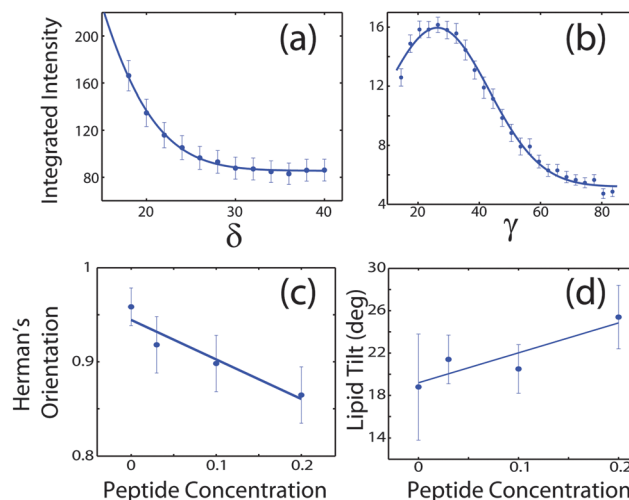 (a)
Integrated Intensity
220
200
160
120
80
20
30
40
δ
(b)
16
12
8
4
20
40
60
80
γ
(c)
Herman's
Orientation
1
0.9
0.8
0
0.1
0.2
Peptide Concentration
(d)
Lipid Tilt (deg)
30
26
22
18
14
0
0.1
0.2
Peptide Concentration